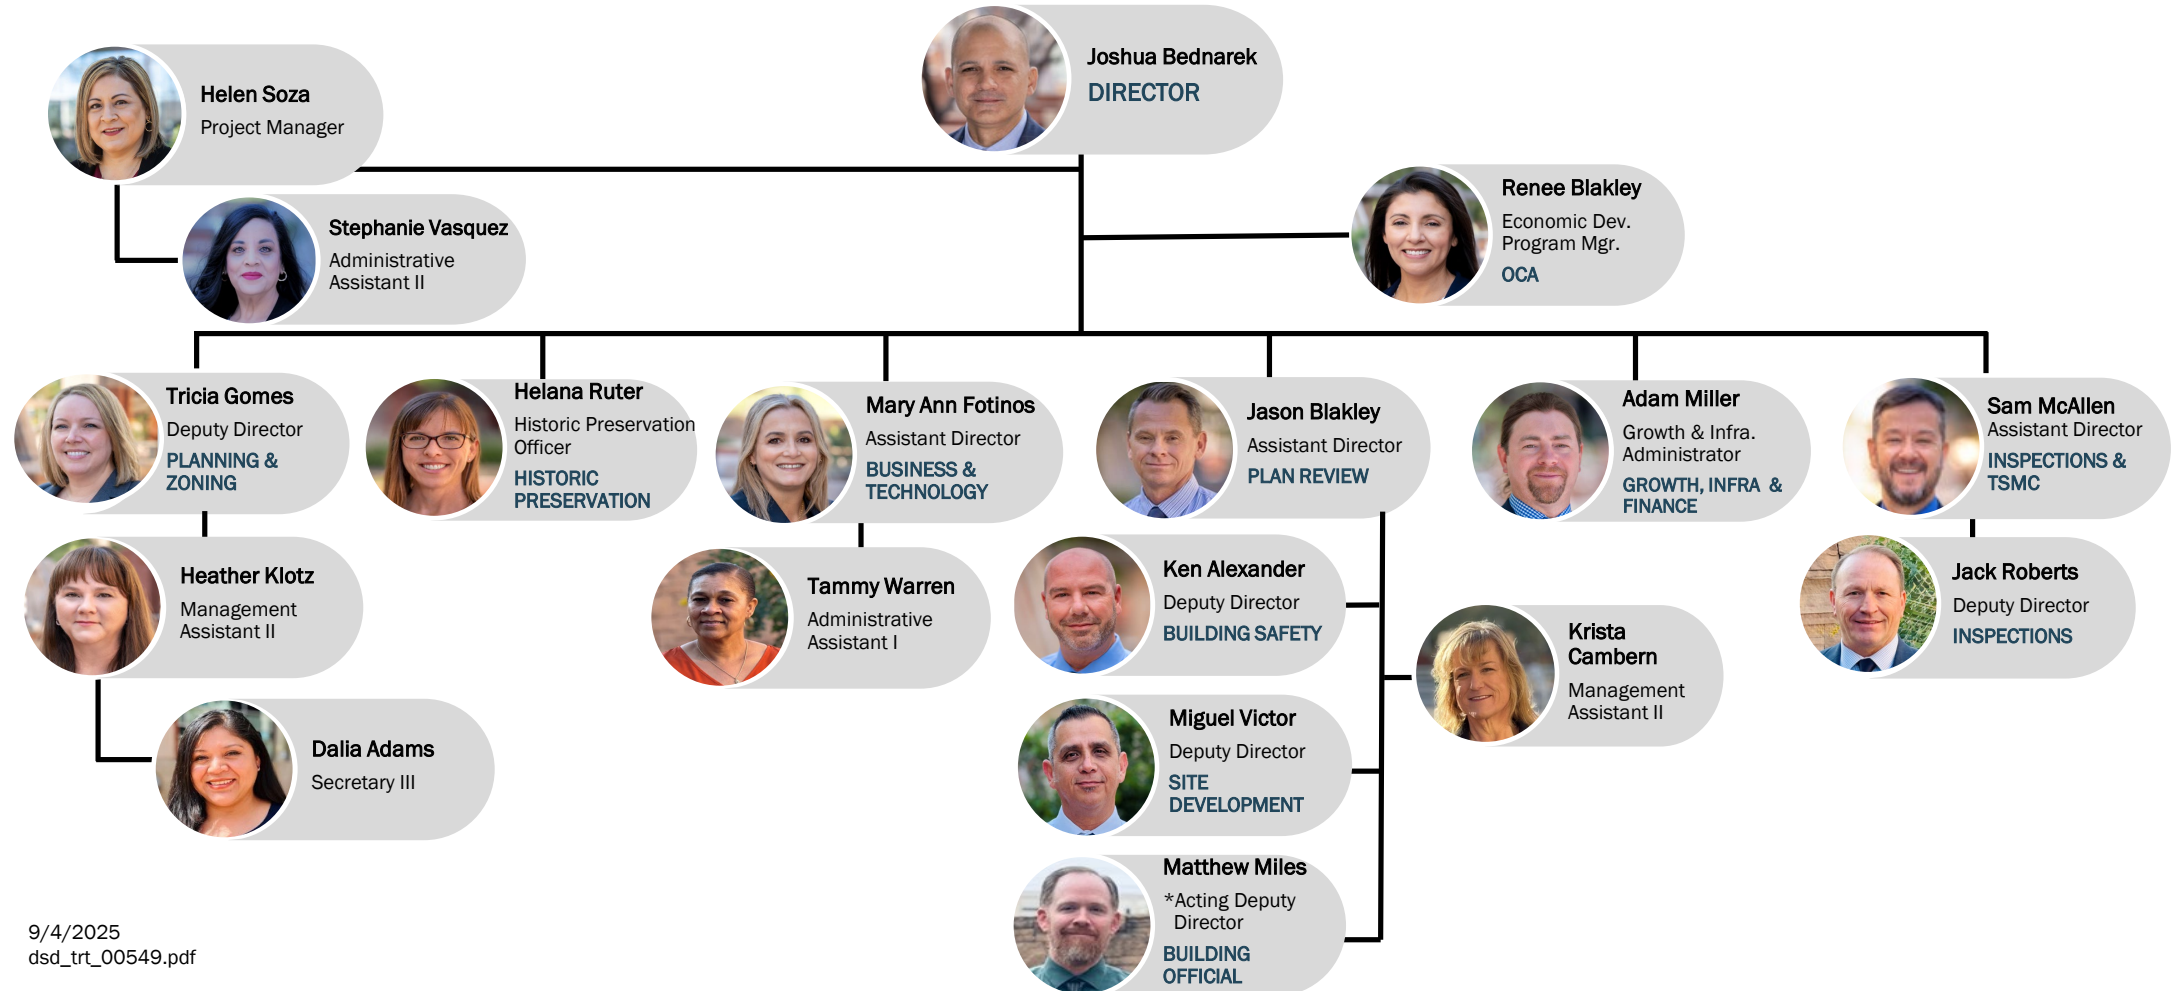 Joshua Bednarek
DIRECTOR
Helen Soza
Project Manager
Stephanie Vasquez
Administrative
Assistant II
Renee Blakley
Economic Dev.
Program Mgr.
OCA
Tricia Gomes
Deputy Director
PLANNING &
ZONING
Helana Ruter
Historic Preservation
Officer
HISTORIC
PRESERVATION
Mary Ann Fotinos
Assistant Director
BUSINESS &
TECHNOLOGY
Jason Blakley
Assistant Director
PLAN REVIEW
Adam Miller
Growth & Infra.
Administrator
GROWTH, INFRA &
FINANCE
Sam McAllen
Assistant Director
INSPECTIONS &
TSMC
Heather Klotz
Management
Assistant II
Tammy Warren
Administrative
Assistant I
Ken Alexander
Deputy Director
BUILDING SAFETY
Krista
Cambern
Management
Assistant II
Jack Roberts
Deputy Director
INSPECTIONS
Dalia Adams
Secretary III
Miguel Victor
Deputy Director
SITE
DEVELOPMENT
Matthew Miles
*Acting Deputy
Director
BUILDING
OFFICIAL
9/4/2025
dsd_trt_00549.pdf